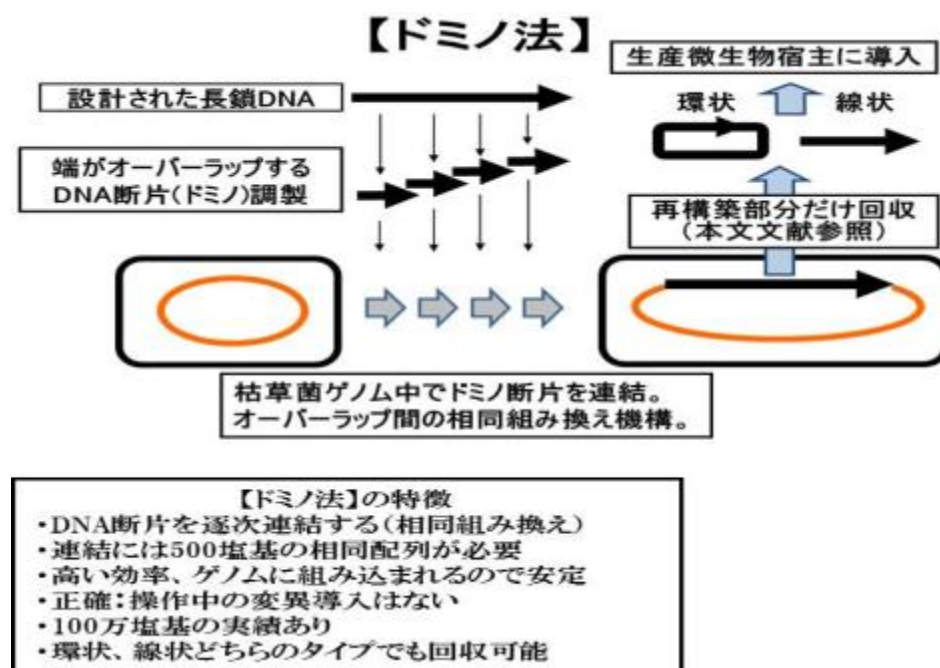 【ドミノ法】
設計された長鎖DNA
端がオーバーラップする
DNA断片(ドミノ)調製
生産微生物宿主に導入
環状
線状
再構築部分だけ回収
(本文文献参照)
枯草菌ゲノム中でドミノ断片を連結。
オーバーラップ間の相同組み換え機構。
【ドミノ法】の特徴
・DNA断片を逐次連結する(相同組み換え)
・連結には500塩基の相同配列が必要
・高い効率、ゲノムに組み込まれるので安定
・正確:操作中の変異導入はない
・100万塩基の実績あり
・環状、線状どちらのタイプでも回収可能